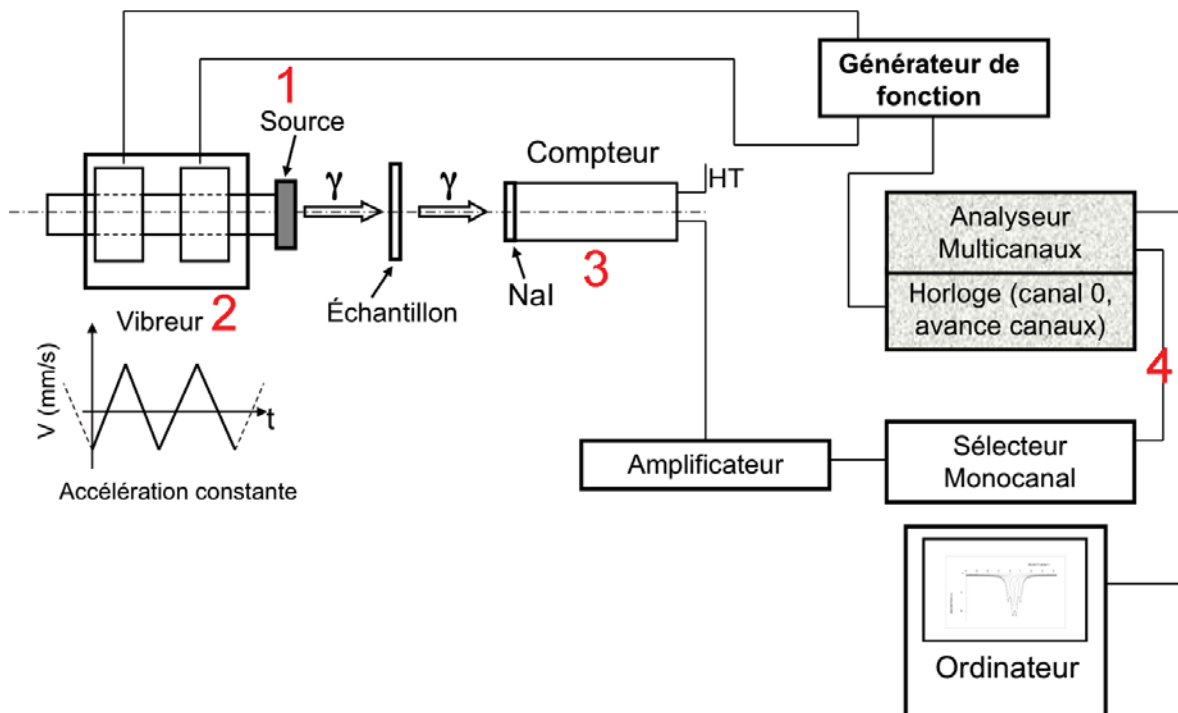 Générateur de
fonction
1
Source
Compteur
γ
γ
HT
Analyseur
Multicanaux
Horloge (canal 0,
avance canaux)
NaI
3
Échantillon
Vibreur 2
4
V (mm/s)
t
Accélération constante
Amplificateur
Sélecteur
Monocanal
Ordinateur